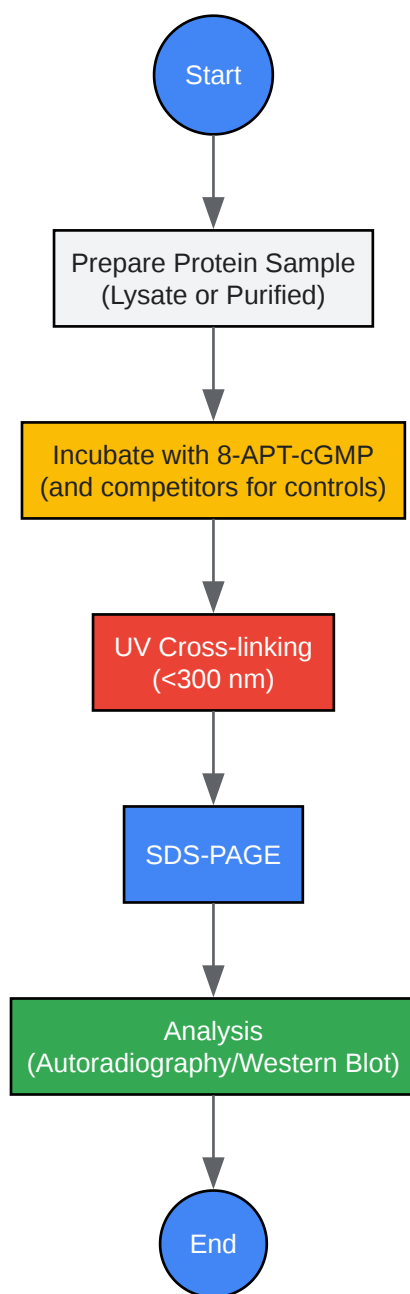 Start
Prepare Protein Sample
(Lysate or Purified)
Incubate with 8-APT-cGMP
(and competitors for controls)
UV Cross-linking
(<300 nm)
SDS-PAGE
Analysis
(Autoradiography/Western Blot)
End